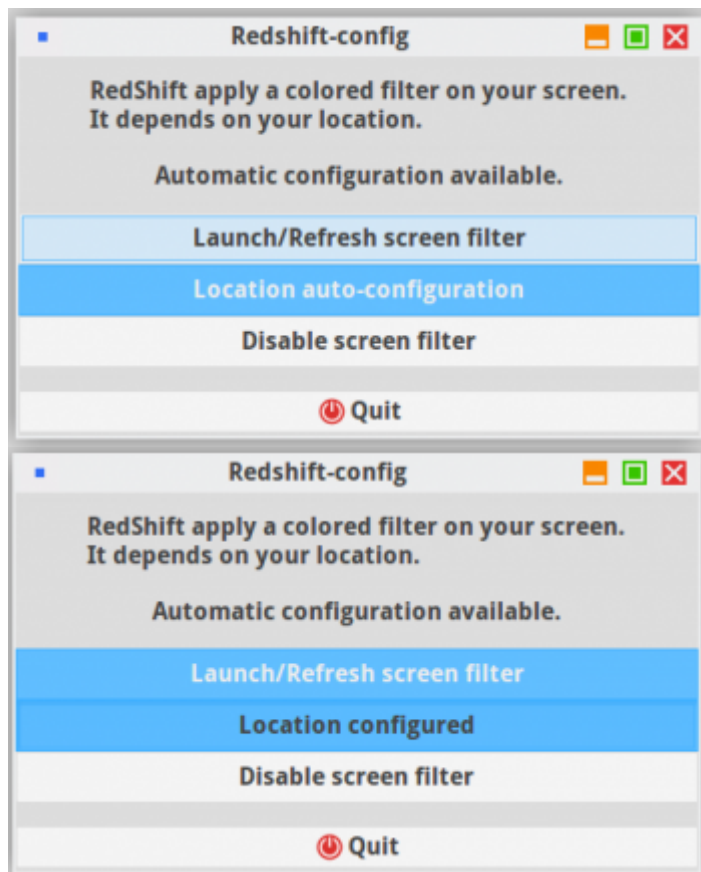 Redshift-config
RedShift apply a colored filter on your screen.
It depends on your location.
Automatic configuration available.
Launch/Refresh screen filter
Location auto-configuration
Disable screen filter
Quit
Redshift-config
RedShift apply a colored filter on your screen.
It depends on your location.
Automatic configuration available.
Launch/Refresh screen filter
Location configured
Disable screen filter
Quit